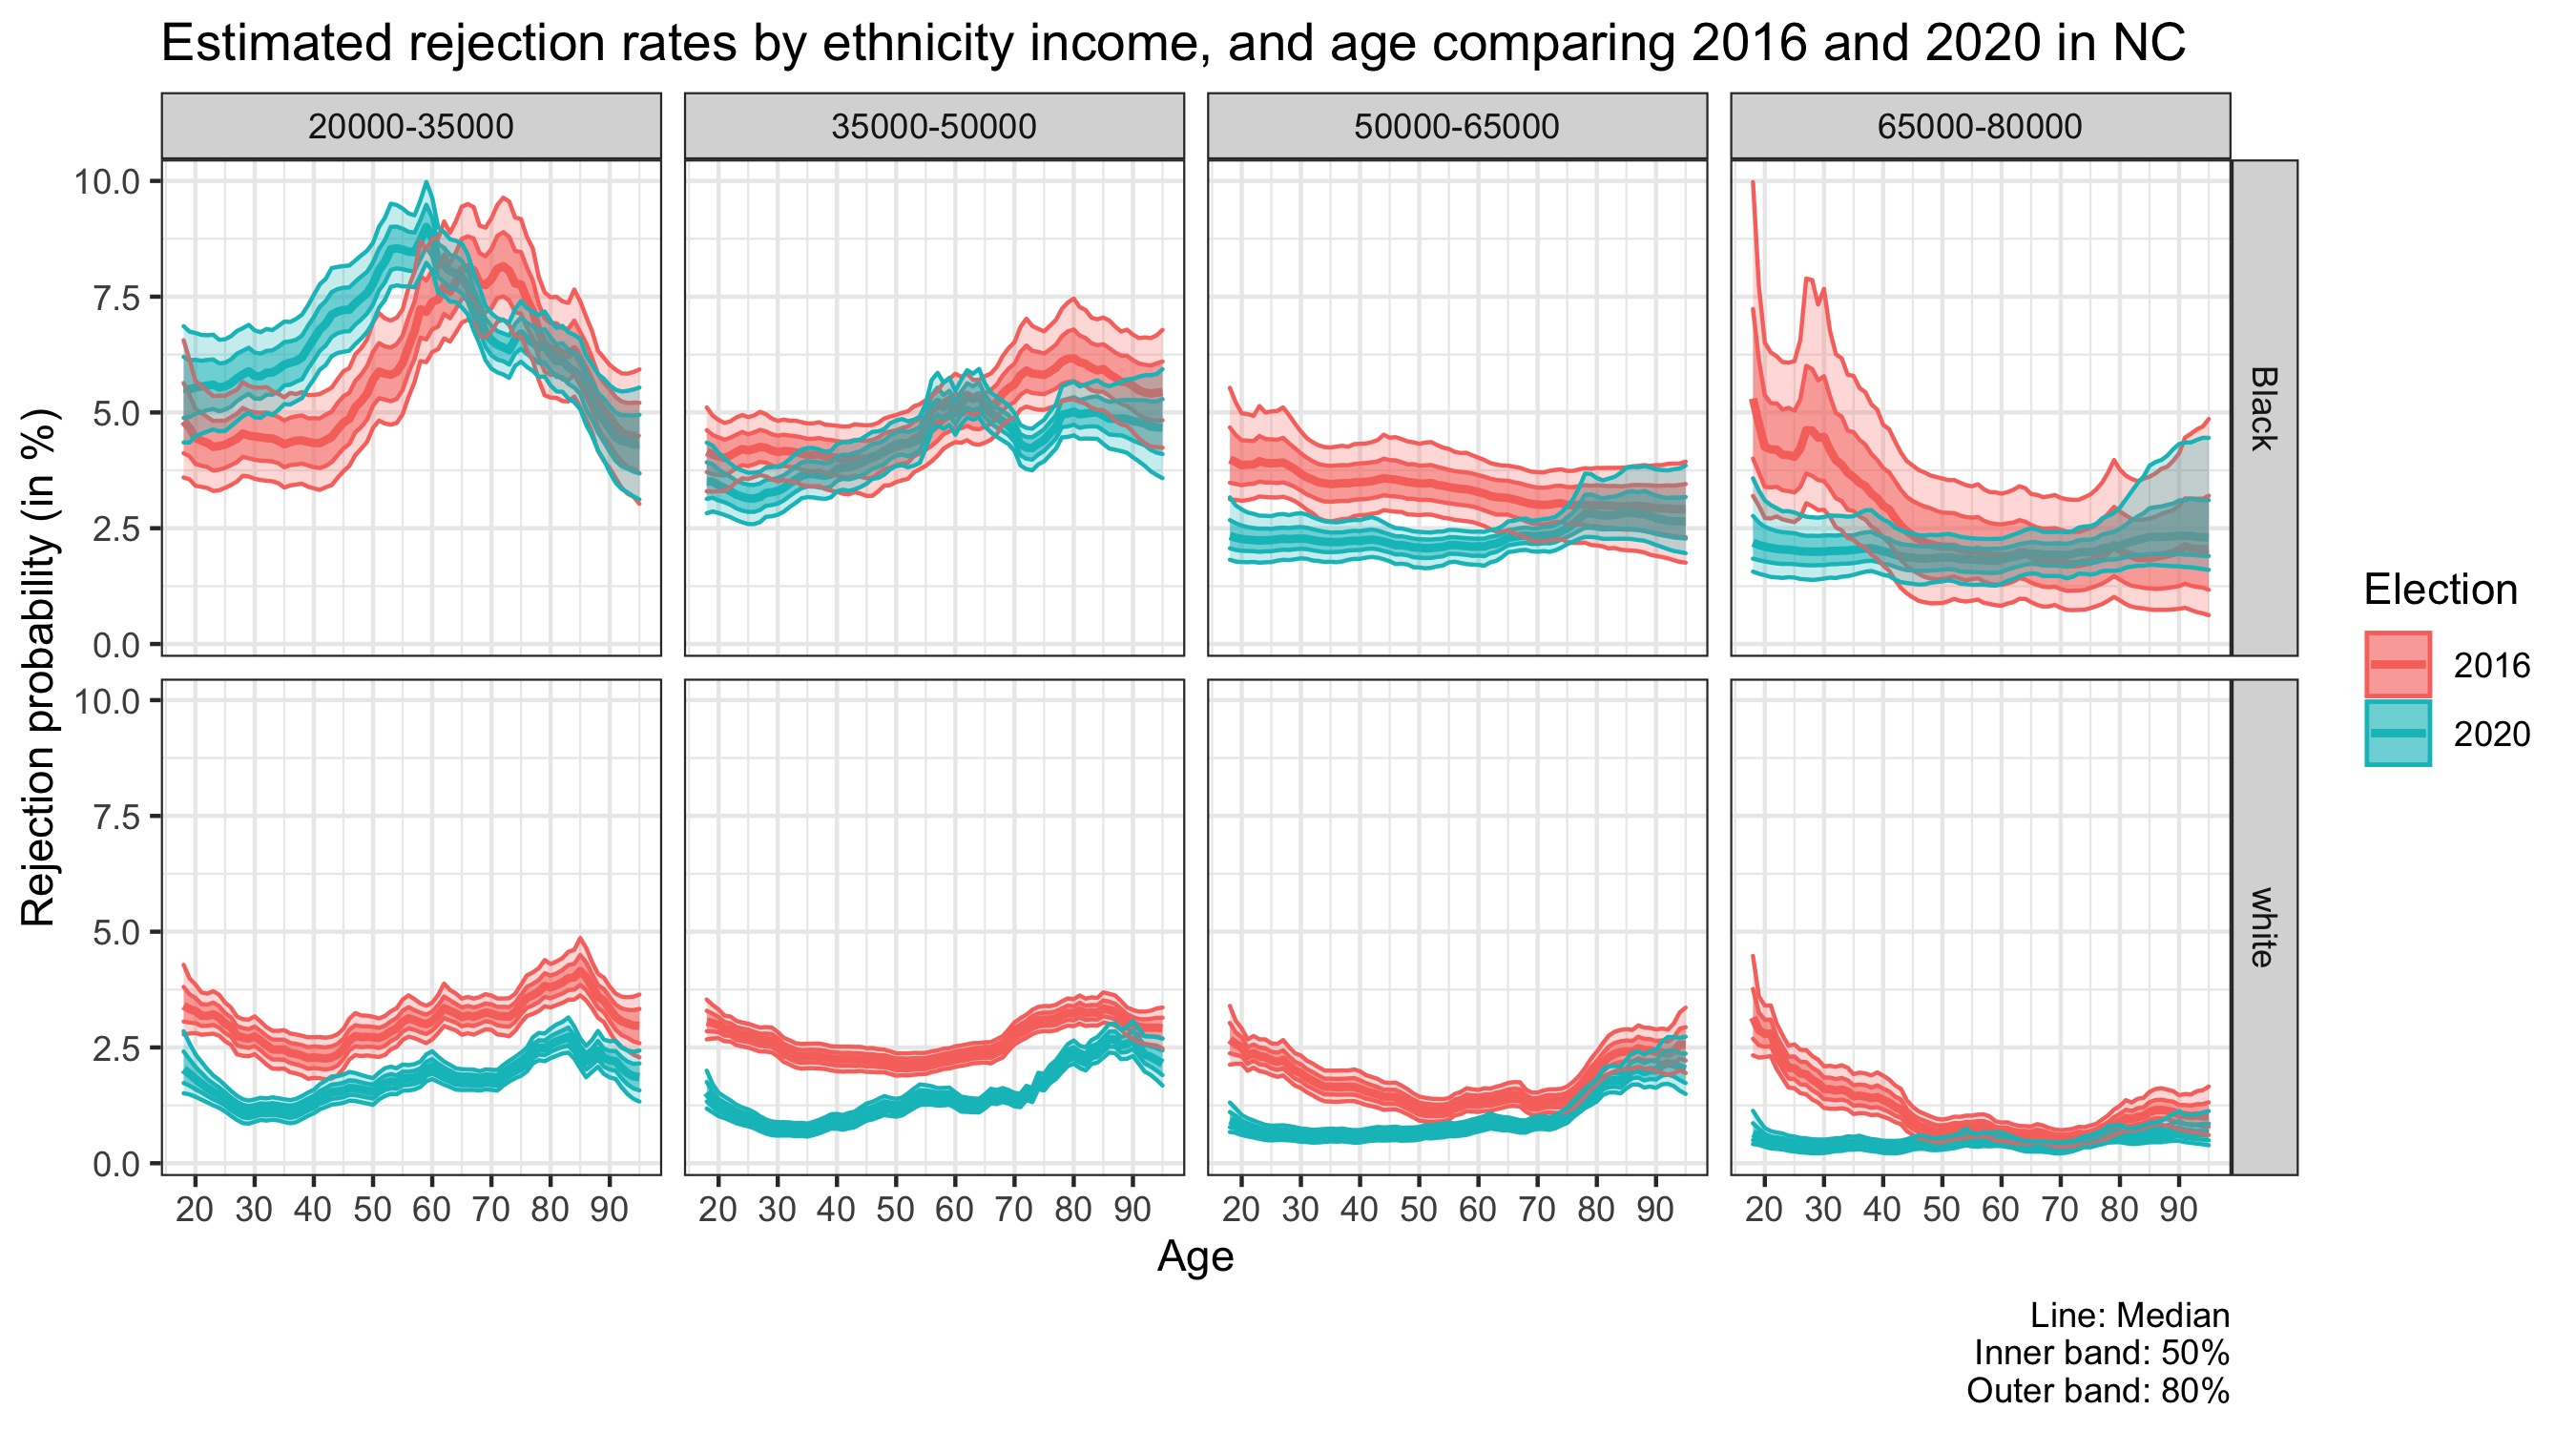 Estimated rejection rates by ethnicity income, and age comparing 2016 and 2020 in NC
20000-35000 35000-50000 50000-65000 65000-80000
Rejection probability (in %)
10.0
7.5
5.0
2.5
0.0
Black
10.0
7.5
5.0
2.5
0.0
white
20 30 40 50 60 70 80 90 20 30 40 50 60 70 80 90 20 30 40 50 60 70 80 90 20 30 40 50 60 70 80 90
Age
Election
2016
2020
Line: Median
Inner band: 50%
Outer band: 80%